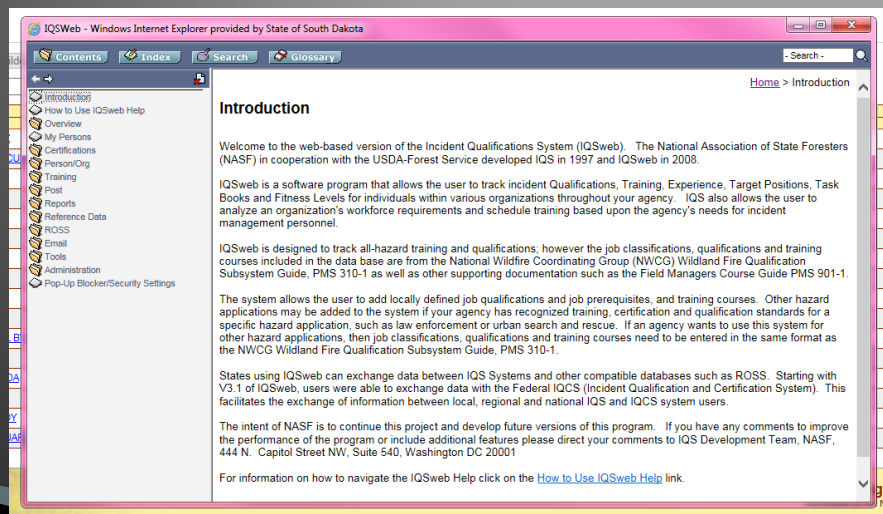 IQSWeb - Windows Internet Explorer provided by State of South Dakota
Contents Index Search Glossary - Search -
Home > Introduction
Introduction
How to Use IQSweb Help
Overview
My Persons
Certifications
Person/Org
Training
Post
Reports
Reference Data
ROSS
Email
Tools
Administration
Pop-Up Blocker/Security Settings
Introduction
Welcome to the web-based version of the Incident Qualifications System (IQSweb). The National Association of State Foresters
(NASF) in cooperation with the USDA-Forest Service developed IQS in 1997 and IQSweb in 2008.
IQSweb is a software program that allows the user to track incident Qualifications, Training, Experience, Target Positions, Task
Books and Fitness Levels for individuals within various organizations throughout your agency. IQS also allows the user to
analyze an organization's workforce requirements and schedule training based upon the agency's needs for incident
management personnel.
IQSweb is designed to track all-hazard training and qualifications; however the job classifications, qualifications and training
courses included in the data base are from the National Wildfire Coordinating Group (NWCG) Wildland Fire Qualification
Subsystem Guide, PMS 310-1 as well as other supporting documentation such as the Field Managers Course Guide PMS 901-1.
The system allows the user to add locally defined job qualifications and job prerequisites, and training courses. Other hazard
applications may be added to the system if your agency has recognized training, certification and qualification standards for a
specific hazard application, such as law enforcement or urban search and rescue. If an agency wants to use this system for
other hazard applications, then job classifications, qualifications and training courses need to be entered in the same format as
the NWCG Wildland Fire Qualification Subsystem Guide, PMS 310-1.
States using IQSweb can exchange data between IQS Systems and other compatible databases such as ROSS. Starting with
V3.1 of IQSweb, users were able to exchange data with the Federal IQCS (Incident Qualification and Certification System). This
facilitates the exchange of information between local, regional and national IQS and IQCS system users.
The intent of NASF is to continue this project and develop future versions of this program. If you have any comments to improve
the performance of the program or include additional features please direct your comments to IQS Development Team, NASF,
444 N. Capitol Street NW, Suite 540, Washington DC 20001
For information on how to navigate the IQSweb Help click on the How to Use IQSweb Help link.